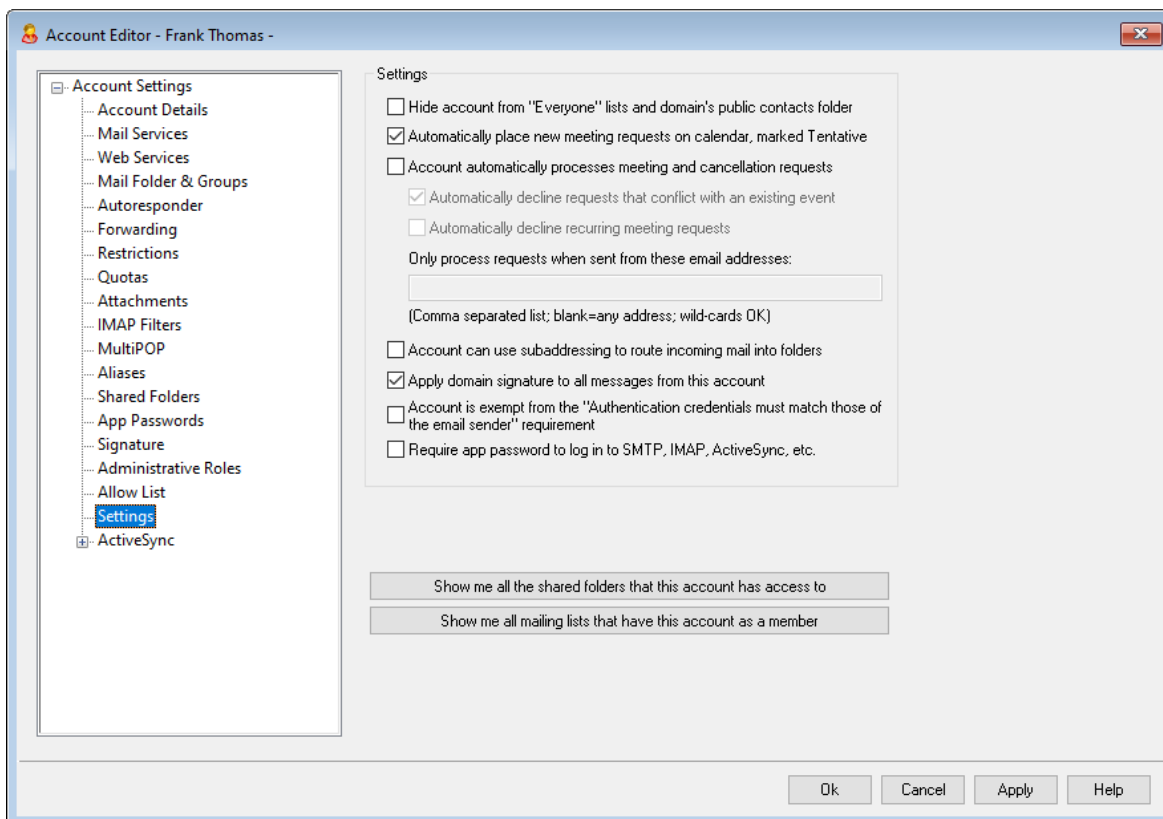 Account Editor - Frank Thomas -
Account Settings
Account Details
Mail Services
Web Services
Mail Folder & Groups
Autoresponder
Forwarding
Restrictions
Quotas
Attachments
IMAP Filters
MultiPOP
Aliases
Shared Folders
App Passwords
Signature
Administrative Roles
Allow List
Settings
ActiveSync
Settings
Hide account from "Everyone" lists and domain's public contacts folder
Automatically place new meeting requests on calendar, marked Tentative
Account automatically processes meeting and cancellation requests
Automatically decline requests that conflict with an existing event
Automatically decline recurring meeting requests
Only process requests when sent from these email addresses:
(Comma separated list; blank=any address; wild-cards OK)
Account can use subaddressing to route incoming mail into folders
Apply domain signature to all messages from this account
Account is exempt from the "Authentication credentials must match those of
the email sender" requirement
Require app password to log in to SMTP, IMAP, ActiveSync, etc.
Show me all the shared folders that this account has access to
Show me all mailing lists that have this account as a member
Ok
Cancel
Apply
Help